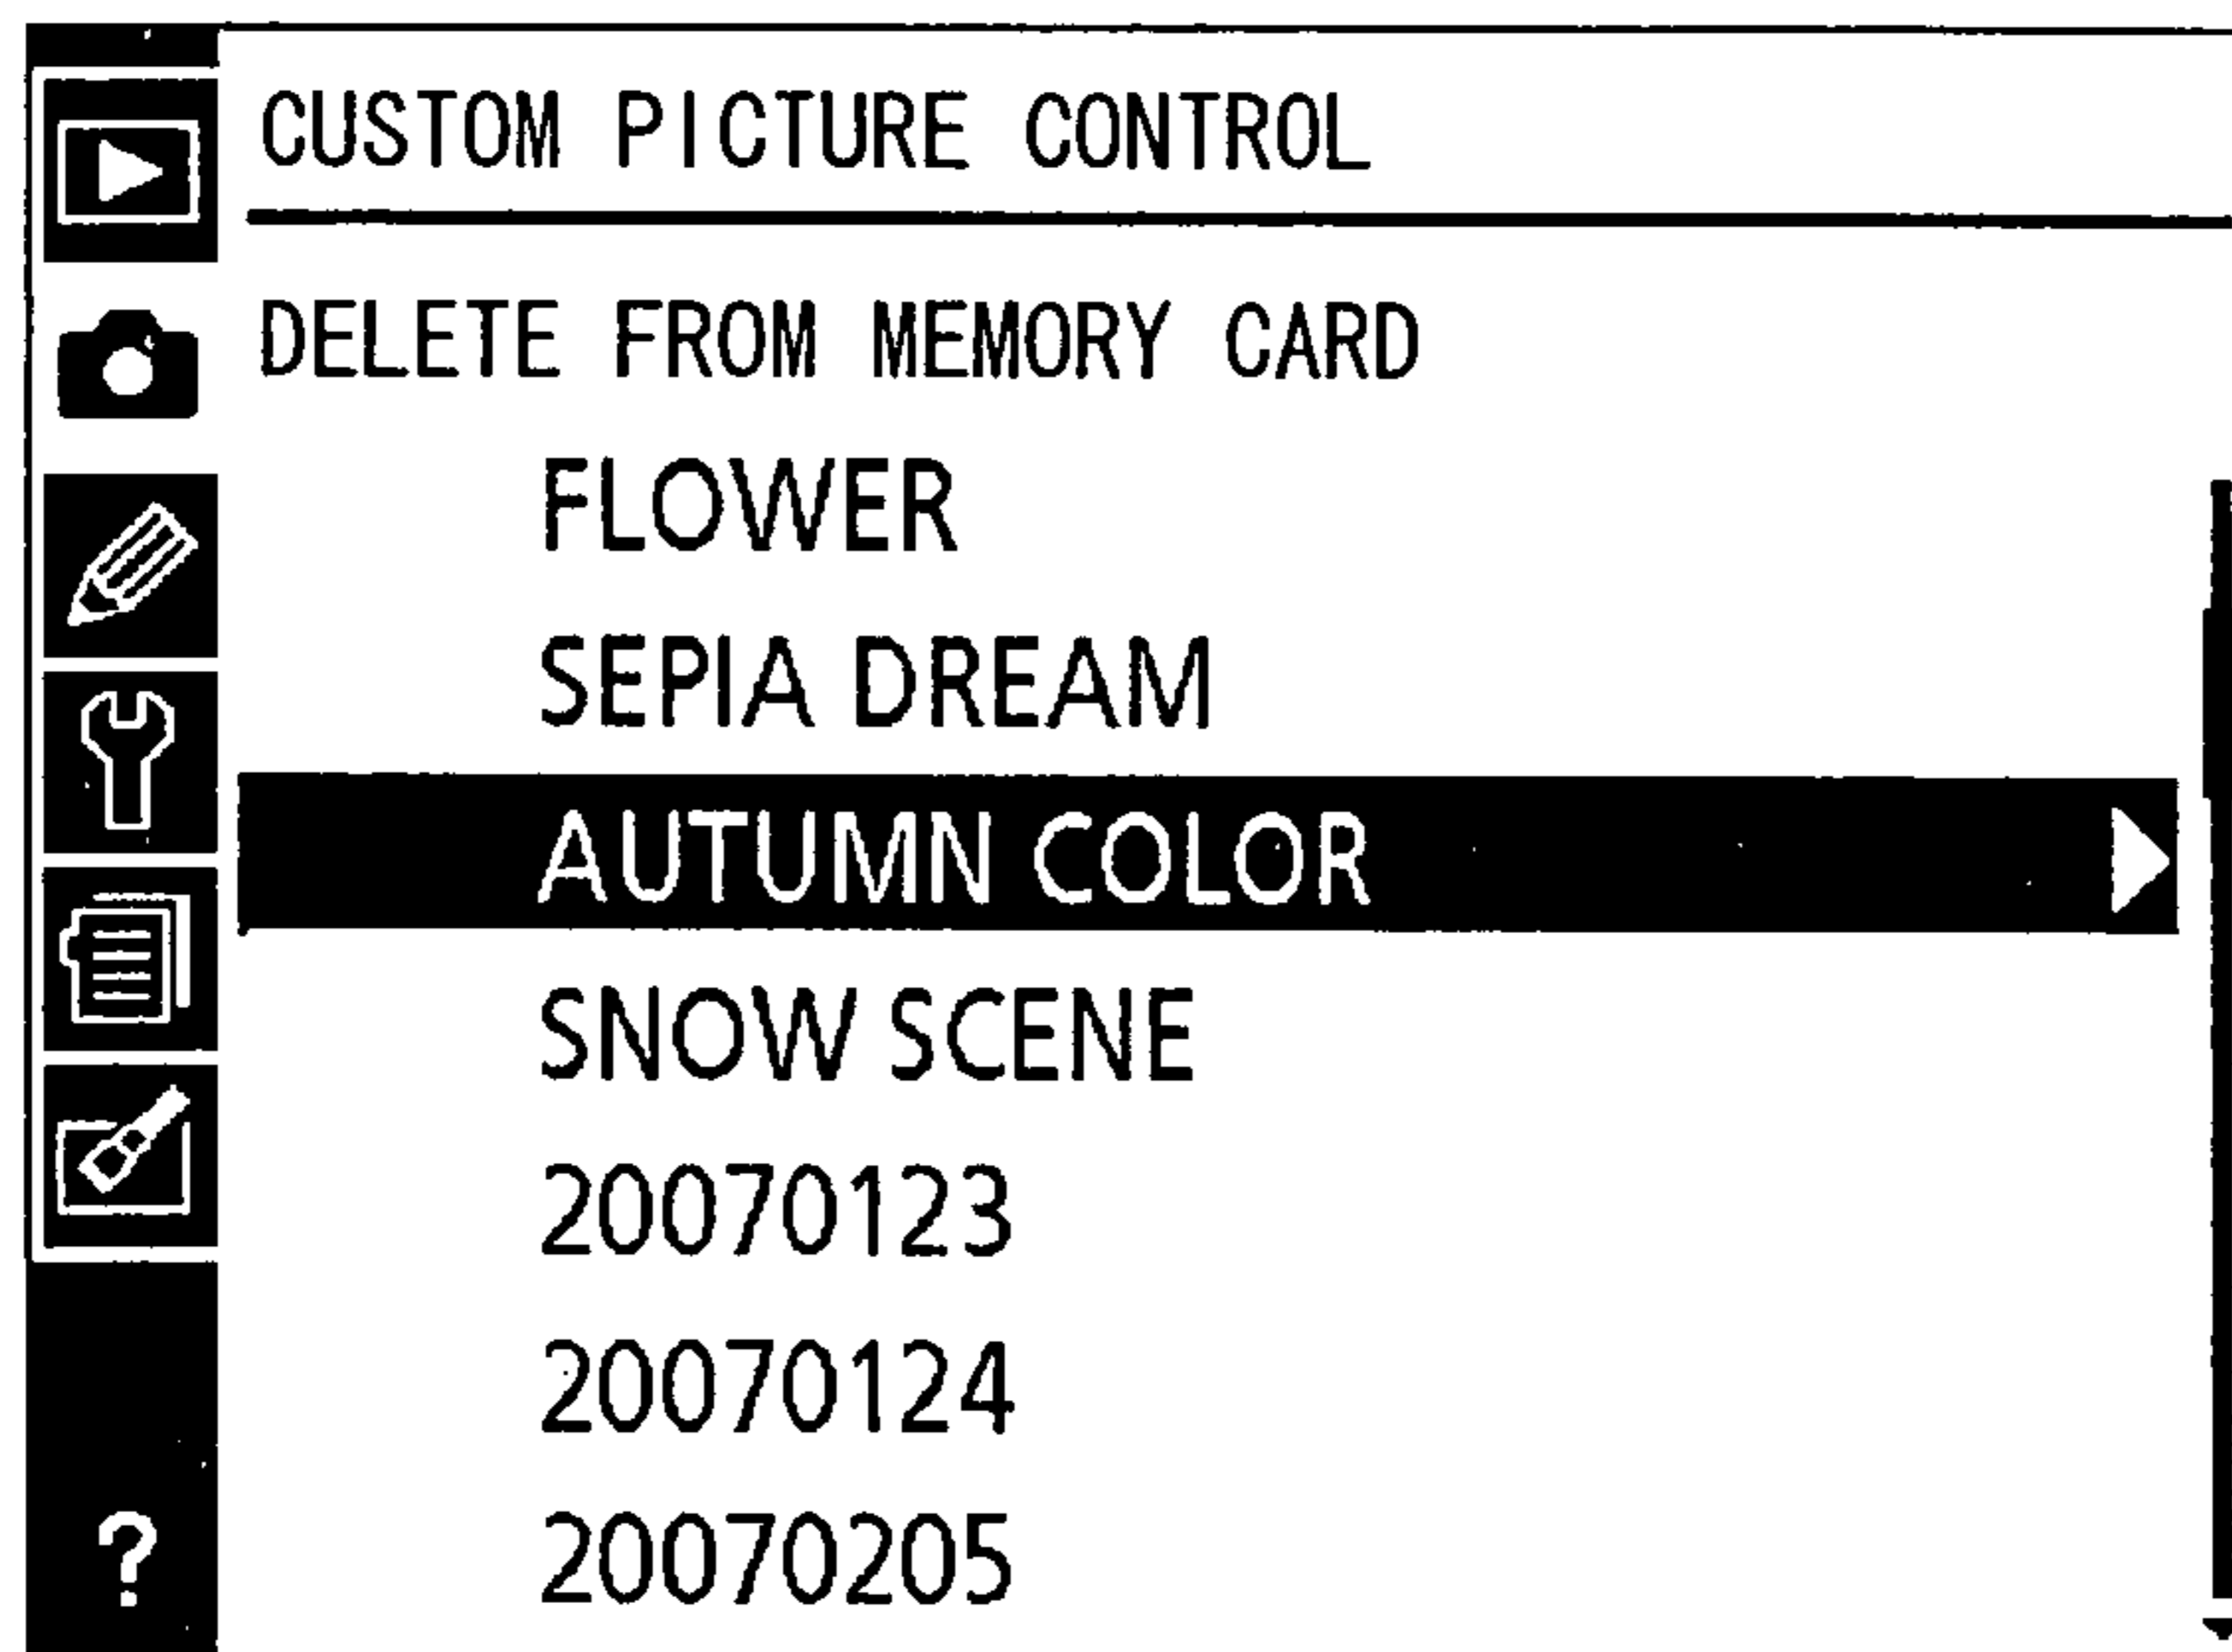 CUSTOM PICTURE CONTROL
DELETE FROM MEMORY CARD
FLOWER
SEPIA DREAM
AUTUMN COLOR
SNOW SCENE
20070123
20070124
20070205
?